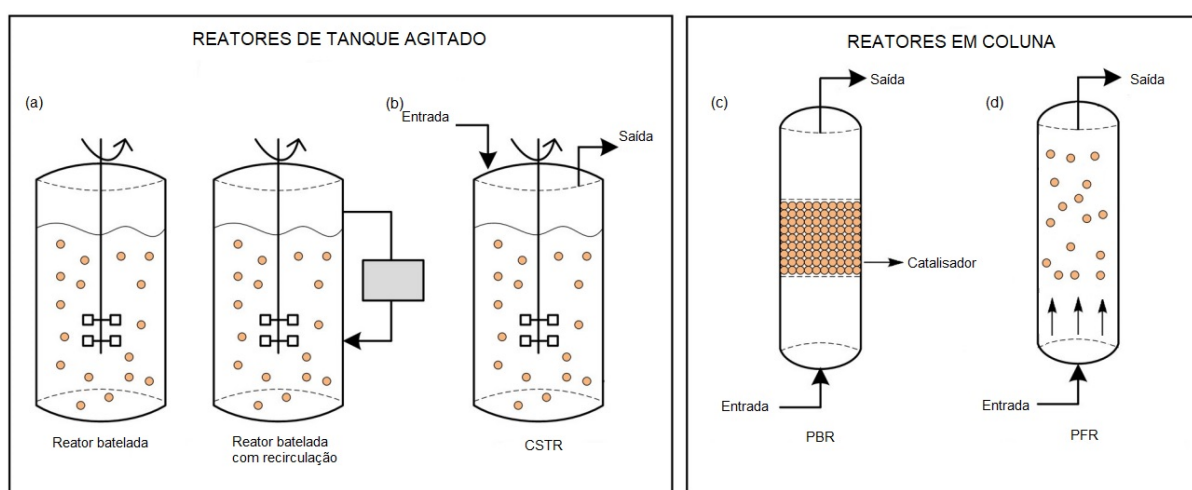 REATORES DE TANQUE AGITADO
(a)
(b)
Entrada
Saída
Reator batelada
Reator batelada
com recirculação
CSTR
REATORES EM COLUNA
(c)
Saída
(d)
Saída
Catalisador
Entrada
PBR
Entrada
PFR